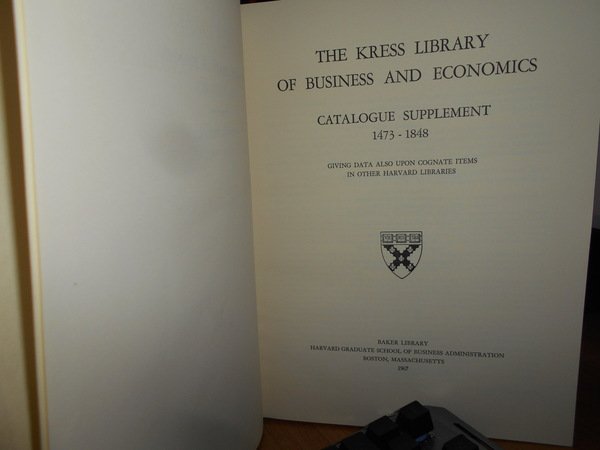 THE KRESS LIBRARY
OF BUSINESS AND ECONOMICS
CATALOGUE SUPPLEMENT
1473 - 1848
GIVING DATA ALSO UPON COGNATE ITEMS
IN OTHER HARVARD LIBRARIES
BAKER LIBRARY
HARVARD GRADUATE SCHOOL OF BUSINESS ADMINISTRATION
BOSTON, MASSACHUSETTS
1967